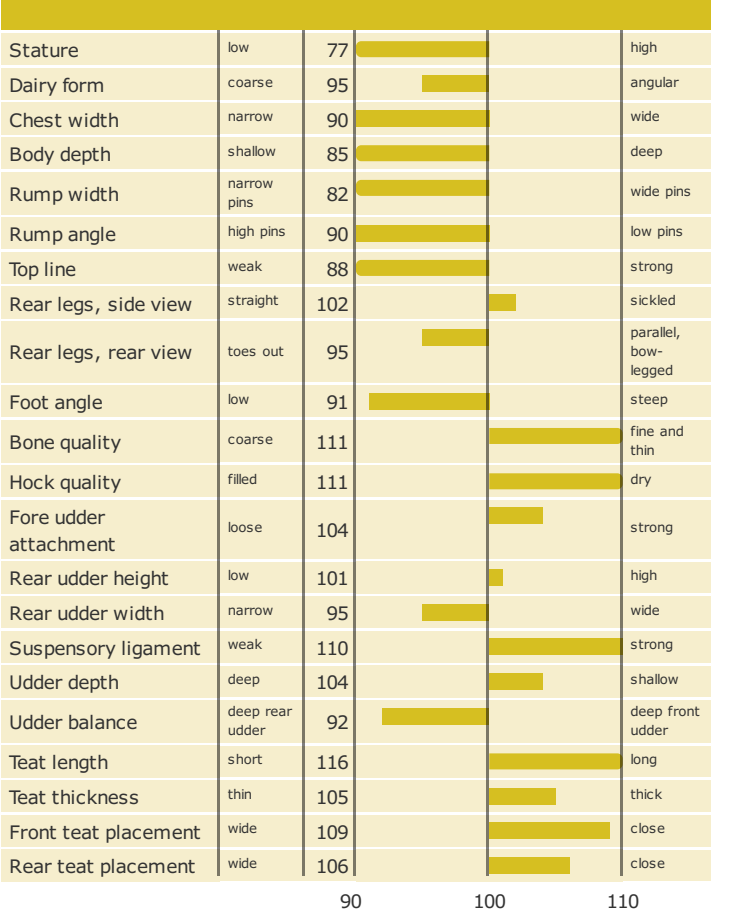 Stature low 77 high
Dairy form coarse 95 angular
Chest width narrow 90 wide
Body depth shallow 85 deep
Rump width narrow pins 82 wide pins
Rump angle high pins 90 low pins
Top line weak 88 strong
Rear legs, side view straight 102 sickled
Rear legs, rear view toes out 95 parallel, bow-legged
Foot angle low 91 steep
Bone quality coarse 111 fine and thin
Hock quality filled 111 dry
Fore udder attachment loose 104 strong
Rear udder height low 101 high
Rear udder width narrow 95 wide
Suspensory ligament weak 110 strong
Udder depth deep 104 shallow
Udder balance deep rear udder 92 deep front udder
Teat length short 116 long
Teat thickness thin 105 thick
Front teat placement wide 109 close
Rear teat placement wide 106 close
90 100 110